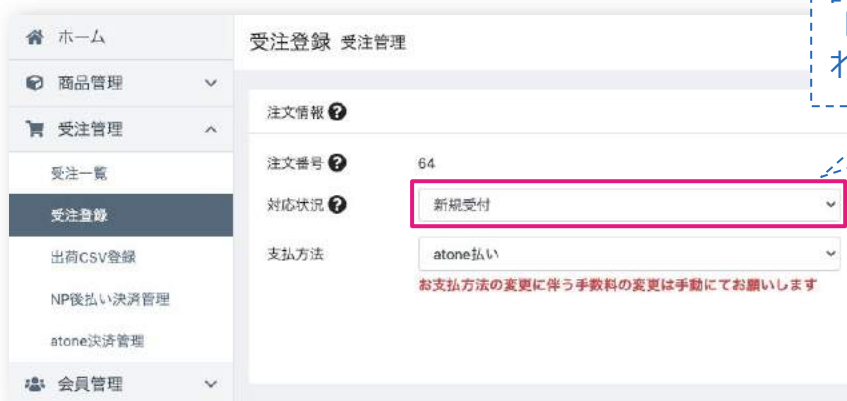 ホーム
商品管理
受注管理
受注一覧
受注登録
出荷CSV登録
NP後払い決済管理
atone決済管理
会員管理
受注登録 受注管理
注文情報 ?
注文番号 ? 64
対応状況 ? 新規受付
支払方法 atone払い
お支払方法の変更に伴う手数料の変更は手動にてお願いします